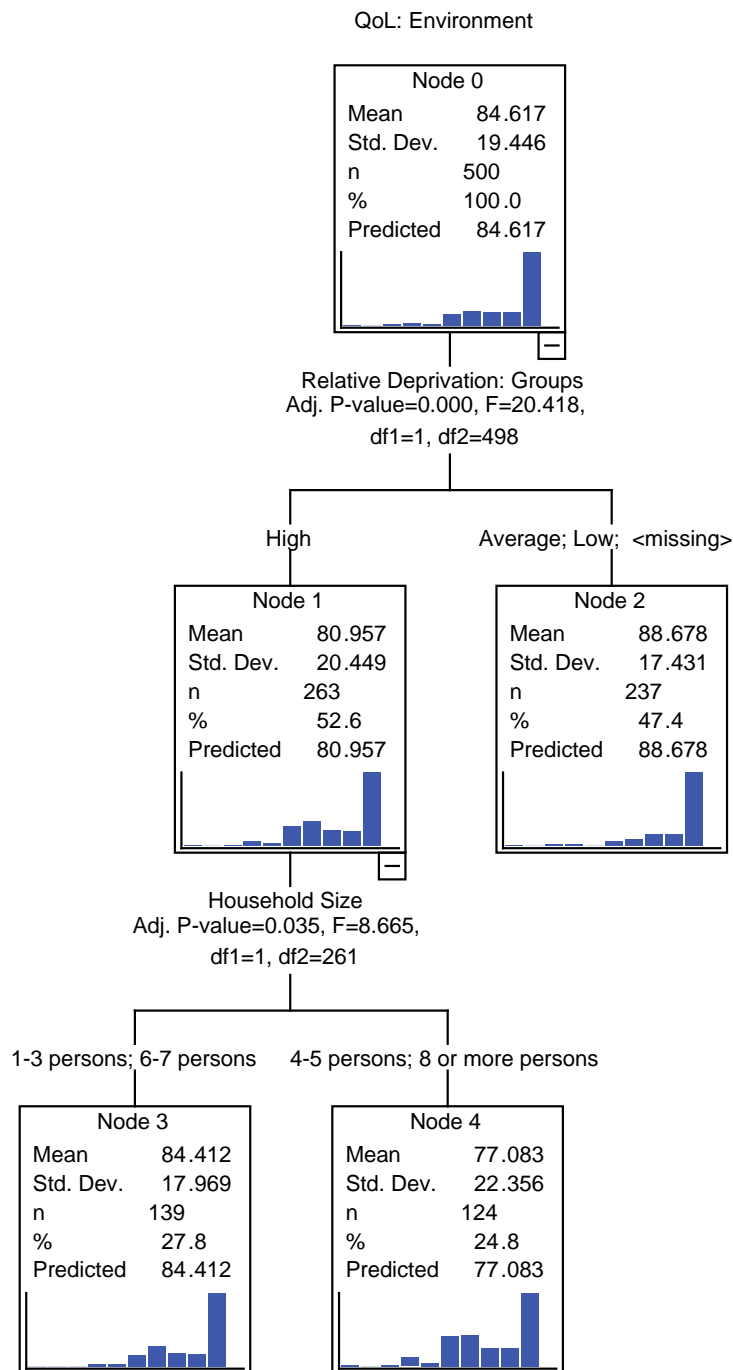 QoL: Environment
Node 0
Mean 84.617
Std. Dev. 19.446
n 500
% 100.0
Predicted 84.617
Relative Deprivation: Groups
Adj. P-value=0.000, F=20.418,
df1=1, df2=498
High
Average; Low; <missing>
Node 1
Mean 80.957
Std. Dev. 20.449
n 263
% 52.6
Predicted 80.957
Node 2
Mean 88.678
Std. Dev. 17.431
n 237
% 47.4
Predicted 88.678
Household Size
Adj. P-value=0.035, F=8.665,
df1=1, df2=261
1-3 persons; 6-7 persons
4-5 persons; 8 or more persons
Node 3
Mean 84.412
Std. Dev. 17.969
n 139
% 27.8
Predicted 84.412
Node 4
Mean 77.083
Std. Dev. 22.356
n 124
% 24.8
Predicted 77.083